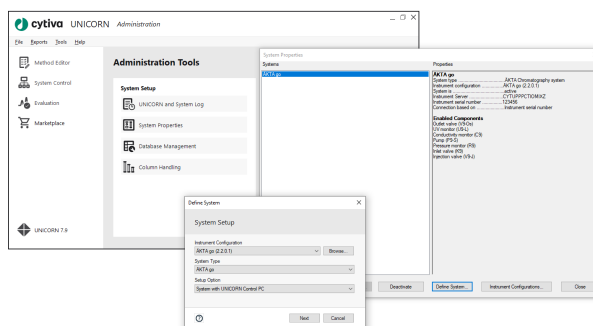 cytiva UNICORN Administration
File Reports Tools Help
Method Editor
System Control
Evaluation
Marketplace
UNICORN 7.9
Administration Tools
System Setup
UNICORN and System Log
System Properties
Database Management
Column Handling
System Properties
Systems
ÄKTA go
Properties
ÄKTA go
System type ÄKTA Chromatography system
Instrument configuration ÄKTA go (2.2.0.1)
System is active
Instrument Server
Instrument serial number 123456
Connection based on Instrument serial number
Enabled Components
Outlet valve (V9-Os)
UV monitor (U9-L)
Conductivity monitor (C9)
Pump (P9-S)
Pressure monitor (R9)
Inlet valve (K9)
Injection valve (V9-J)
Deactivate Define System... Instrument Configurations... Close
Define System
System Setup
Instrument Configuration
ÄKTA go (2.2.0.1) Browse...
System Type
ÄKTA go
Setup Option
System with UNICORN Control PC
Next Cancel